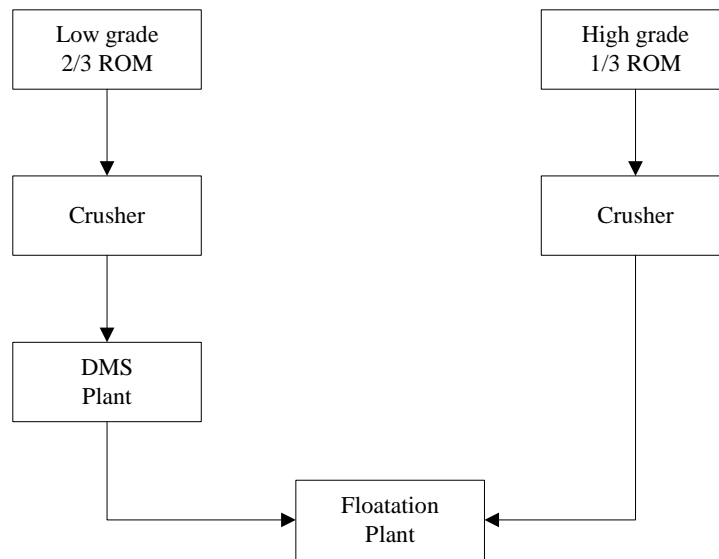 Low grade
2/3 ROM
High grade
1/3 ROM
Crusher
Crusher
DMS
Plant
Floatation
Plant